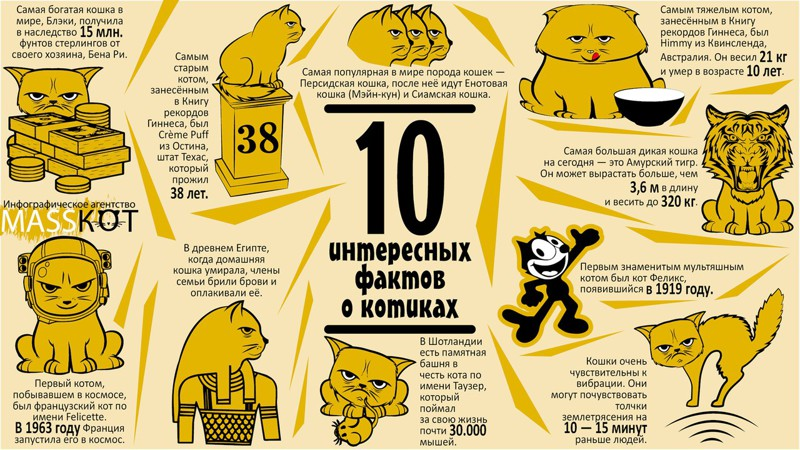 Самая богатая кошка в
мире, Блэки, получила
в наследство 15 млн.
фунтов стерлингов от
своего хозяина, Бена Ри.
Самым
старым
котом,
занесённым
в Книгу
рекордов
Гиннеса, был
Crème Puff
из Остина,
штат Техас,
который
прожил
38 лет.
38
Самая популярная в мире порода кошек —
Персидская кошка, после неё идут Енотовая
кошка (Мэйн-кун) и Сиамская кошка.
Самым тяжелым котом,
занесённым в Книгу
рекордов Гиннеса, был
Himmy из Квинсленда,
Австралия. Он весил 21 кг
и умер в возрасте 10 лет.
10
интересных
фактов
о котиках
Самая большая дикая кошка
на сегодня — это Амурский тигр.
Он может вырастать больше, чем
3,6 м в длину
и весить до 320 кг.
Инфографическое агентство
MASSКОТ
В древнем Египте,
когда домашняя
кошка умирала, члены
семьи брили брови и
оплакивали её.
Первым знаменитым мультяшным
котом был кот Феликс,
появившийся в 1919 году.
Первым котом,
побывавшем в космосе,
был французский кот по
имени Felicette.
В 1963 году Франция
запустила его в космос.
В Шотландии
есть памятная
башня в
честь кота по
имени Таузер,
который
поймал
за свою жизнь
почти 30.000
мышей.
Кошки очень
чувствительны к
вибрации. Они
могут почувствовать
толчки
землетрясения на
10 — 15 минут
раньше людей.